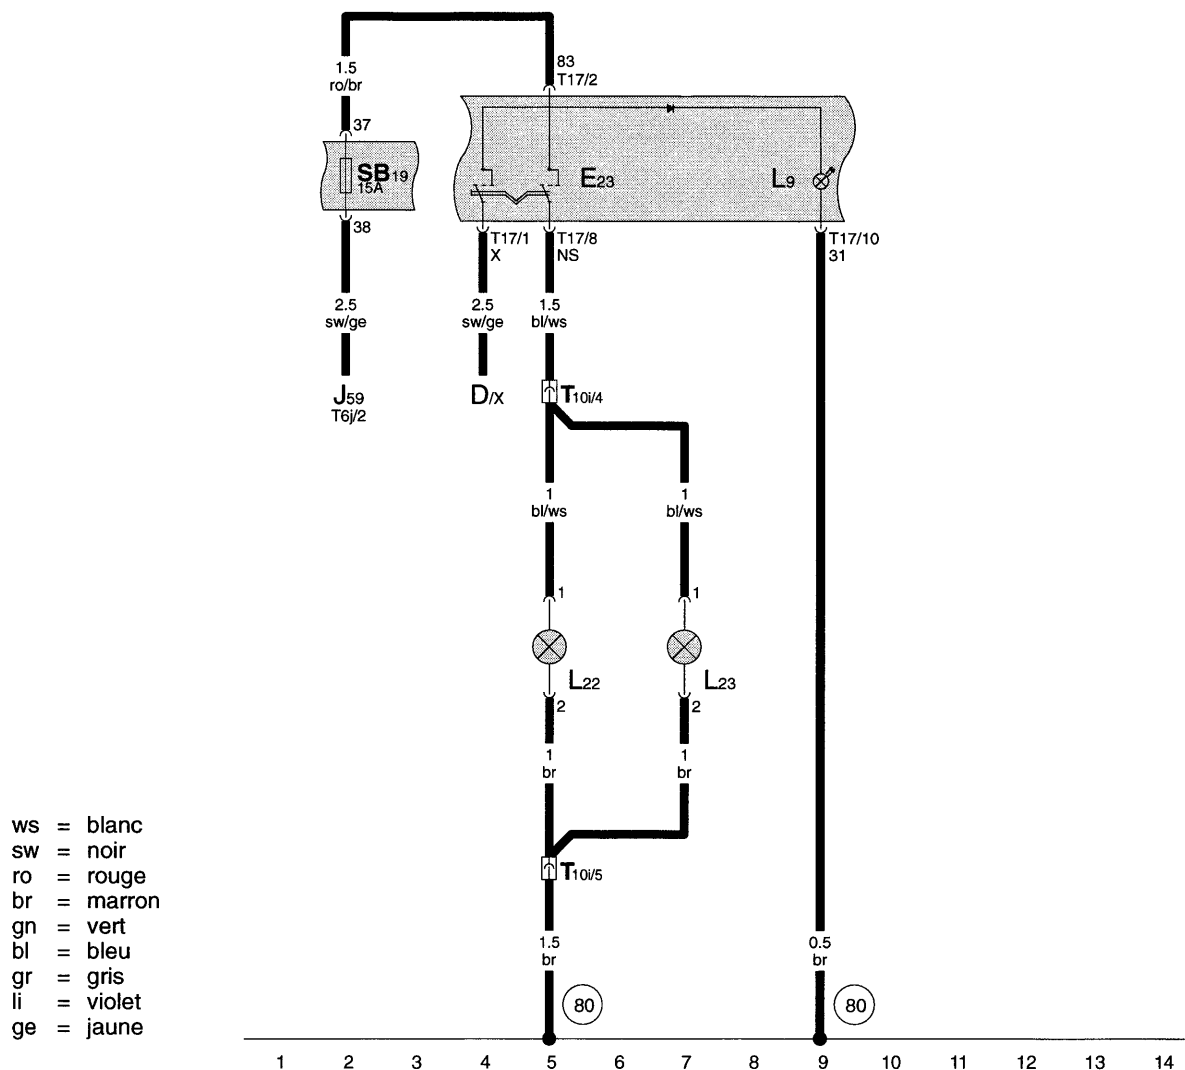 83
T17/2
1.5
ro/br
37
SB19
15A
38
E23
L9
T17/1
X
T17/8
NS
T17/10
31
2.5
sw/ge
2.5
sw/ge
1.5
bl/ws
J59
T6j/2
D/X
T10i/4
1
bl/ws
1
bl/ws
1
1
L22
L23
2
2
1
br
1
br
T10i/5
ws = blanc
sw = noir
ro = rouge
br = marron
gn = vert
bl = bleu
gr = gris
li = violet
ge = jaune
1.5
br
0.5
br
80
80
1 2 3 4 5 6 7 8 9 10 11 12 13 14